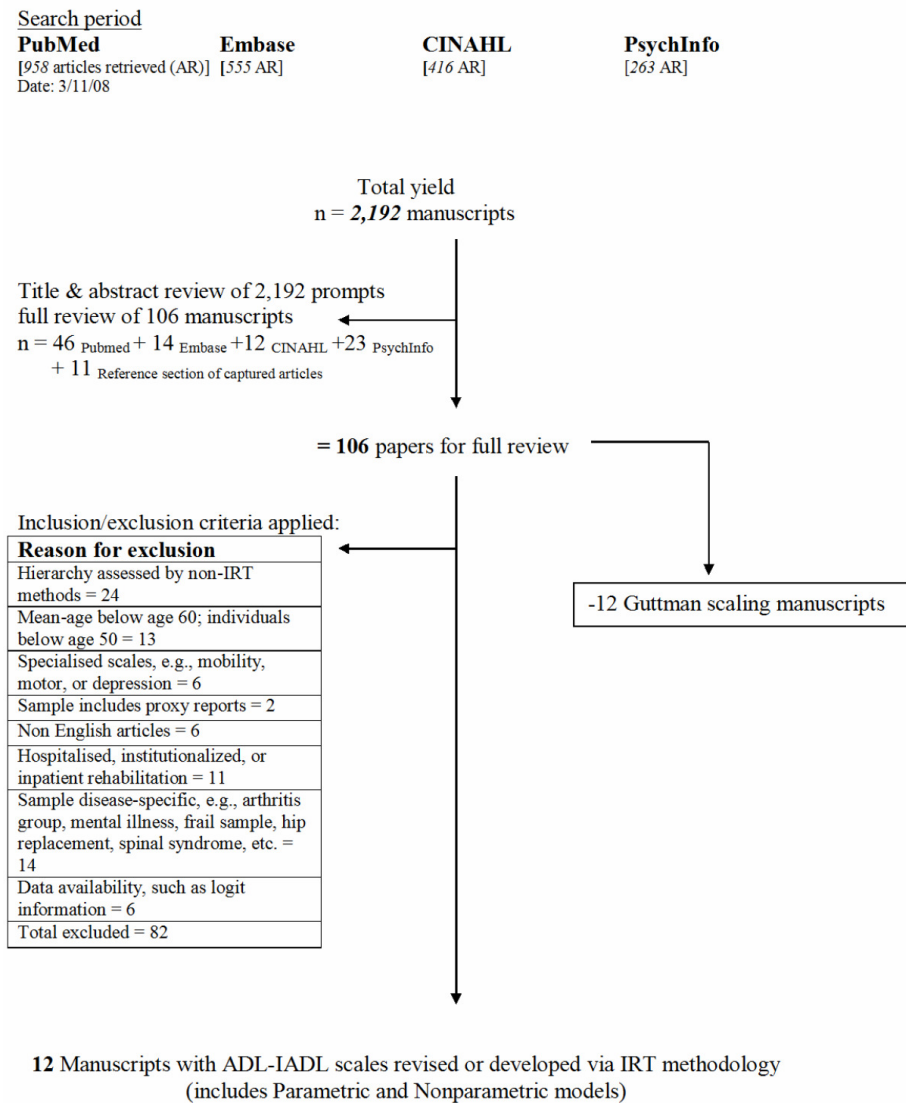 Search period
PubMed Embase CINAHL PsychInfo
[958 articles retrieved (AR)] [555 AR] [416 AR] [263 AR]
Date: 3/11/08
Total yield
n = 2,192 manuscripts
Title & abstract review of 2,192 prompts
full review of 106 manuscripts
n = 46 Pubmed + 14 Embase +12 CINAHL +23 PsychInfo
+ 11 Reference section of captured articles
= 106 papers for full review
-12 Guttman scaling manuscripts
Inclusion/exclusion criteria applied:
Reason for exclusion
Hierarchy assessed by non-IRT
methods = 24
Mean-age below age 60; individuals
below age 50 = 13
Specialised scales, e.g., mobility,
motor, or depression = 6
Sample includes proxy reports = 2
Non English articles = 6
Hospitalised, institutionalized, or
inpatient rehabilitation = 11
Sample disease-specific, e.g., arthritis
group, mental illness, frail sample, hip
replacement, spinal syndrome, etc. =
14
Data availability, such as logit
information = 6
Total excluded = 82
12 Manuscripts with ADL-IADL scales revised or developed via IRT methodology
(includes Parametric and Nonparametric models)